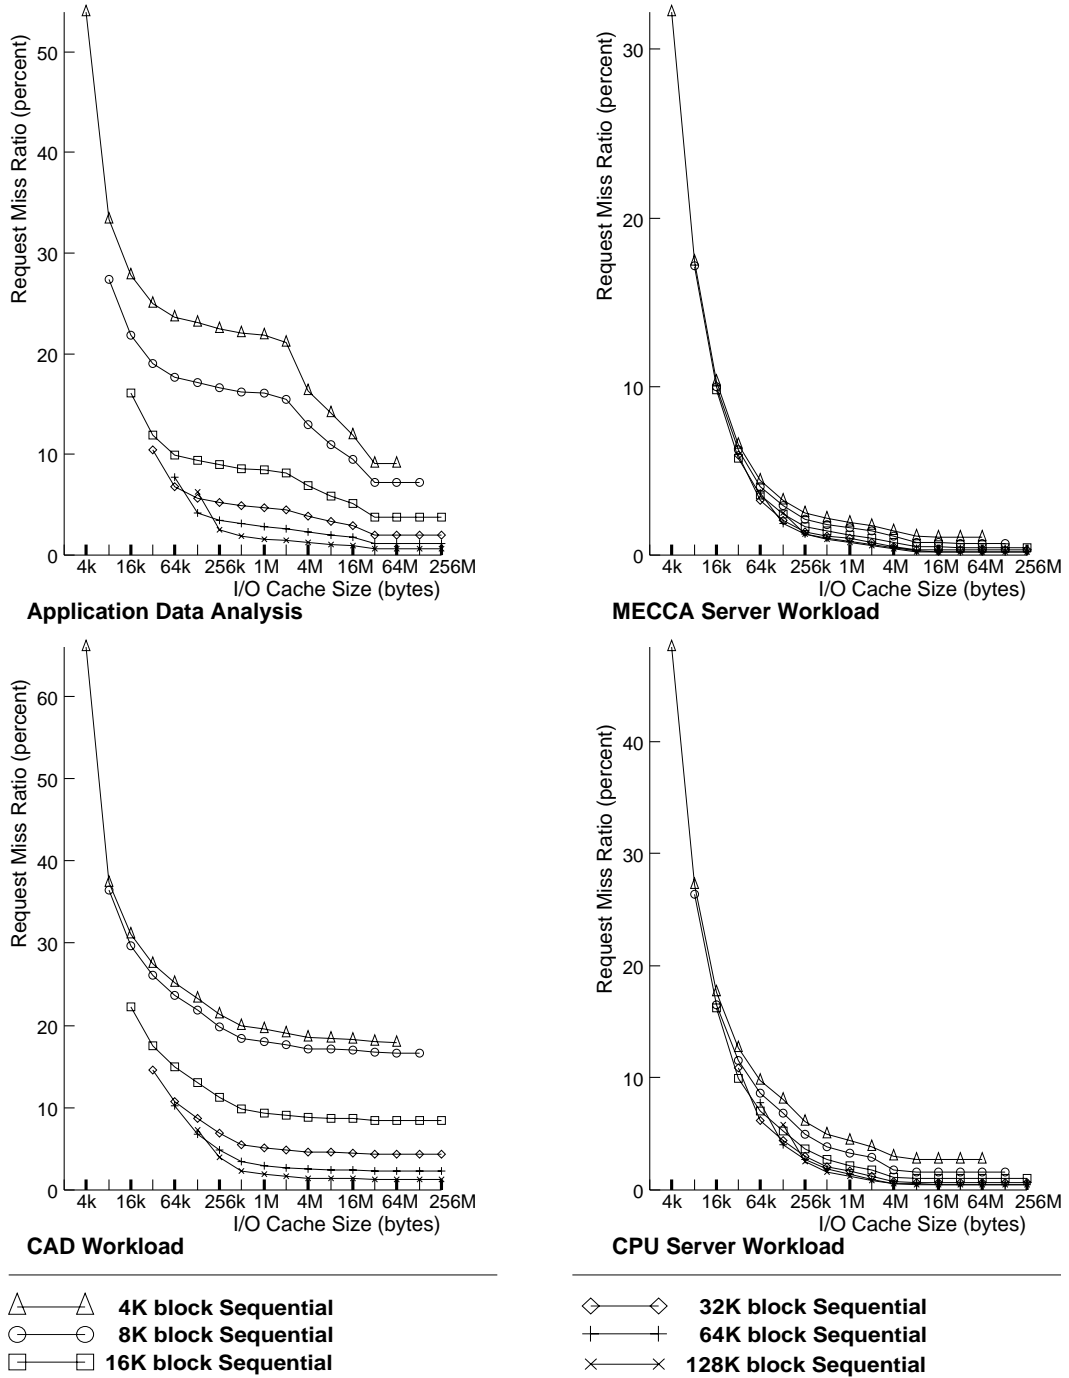 Request Miss Ratio (percent)
50
40
30
20
10
0
4k 16k 64k 256k 1M 4M 16M 64M 256M
I/O Cache Size (bytes)
Application Data Analysis
Request Miss Ratio (percent)
30
20
10
0
4k 16k 64k 256k 1M 4M 16M 64M 256M
I/O Cache Size (bytes)
MECCA Server Workload
Request Miss Ratio (percent)
60
50
40
30
20
10
0
4k 16k 64k 256k 1M 4M 16M 64M 256M
I/O Cache Size (bytes)
CAD Workload
Request Miss Ratio (percent)
40
30
20
10
0
4k 16k 64k 256k 1M 4M 16M 64M 256M
I/O Cache Size (bytes)
CPU Server Workload
4K block Sequential
8K block Sequential
16K block Sequential
32K block Sequential
64K block Sequential
128K block Sequential